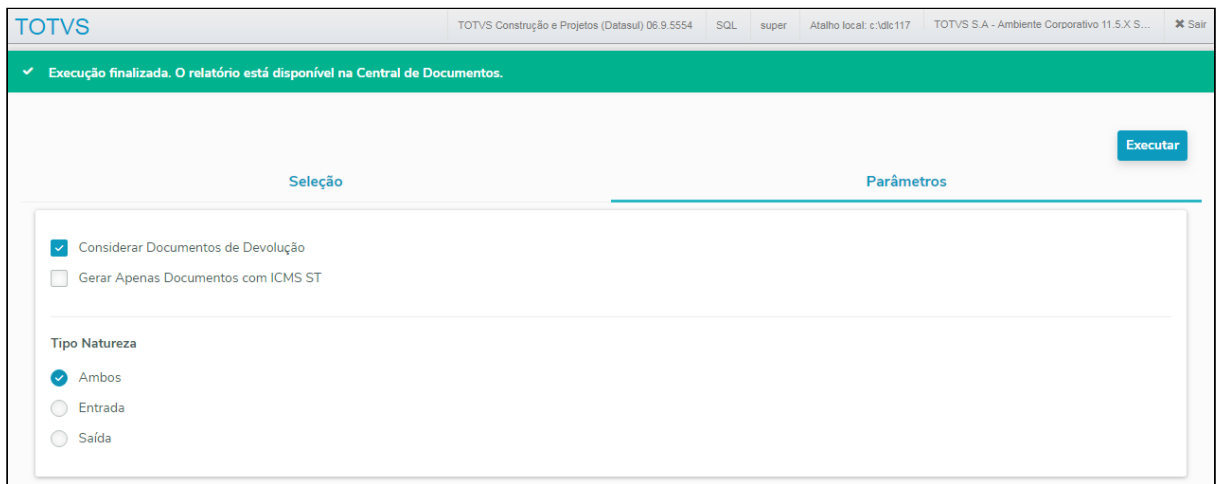 TOTVS
TOTVS Construção e Projetos (Datasul) 06.9.5554 SQL super Atalho local: c:\dlc117 TOTVS S.A - Ambiente Corporativo 11.5.X S... ✖ Sair
Execução finalizada. O relatório está disponível na Central de Documentos.
Executar
Seleção Parâmetros
Considerar Documentos de Devolução
Gerar Apenas Documentos com ICMS ST
Tipo Natureza
Ambos
Entrada
Saída